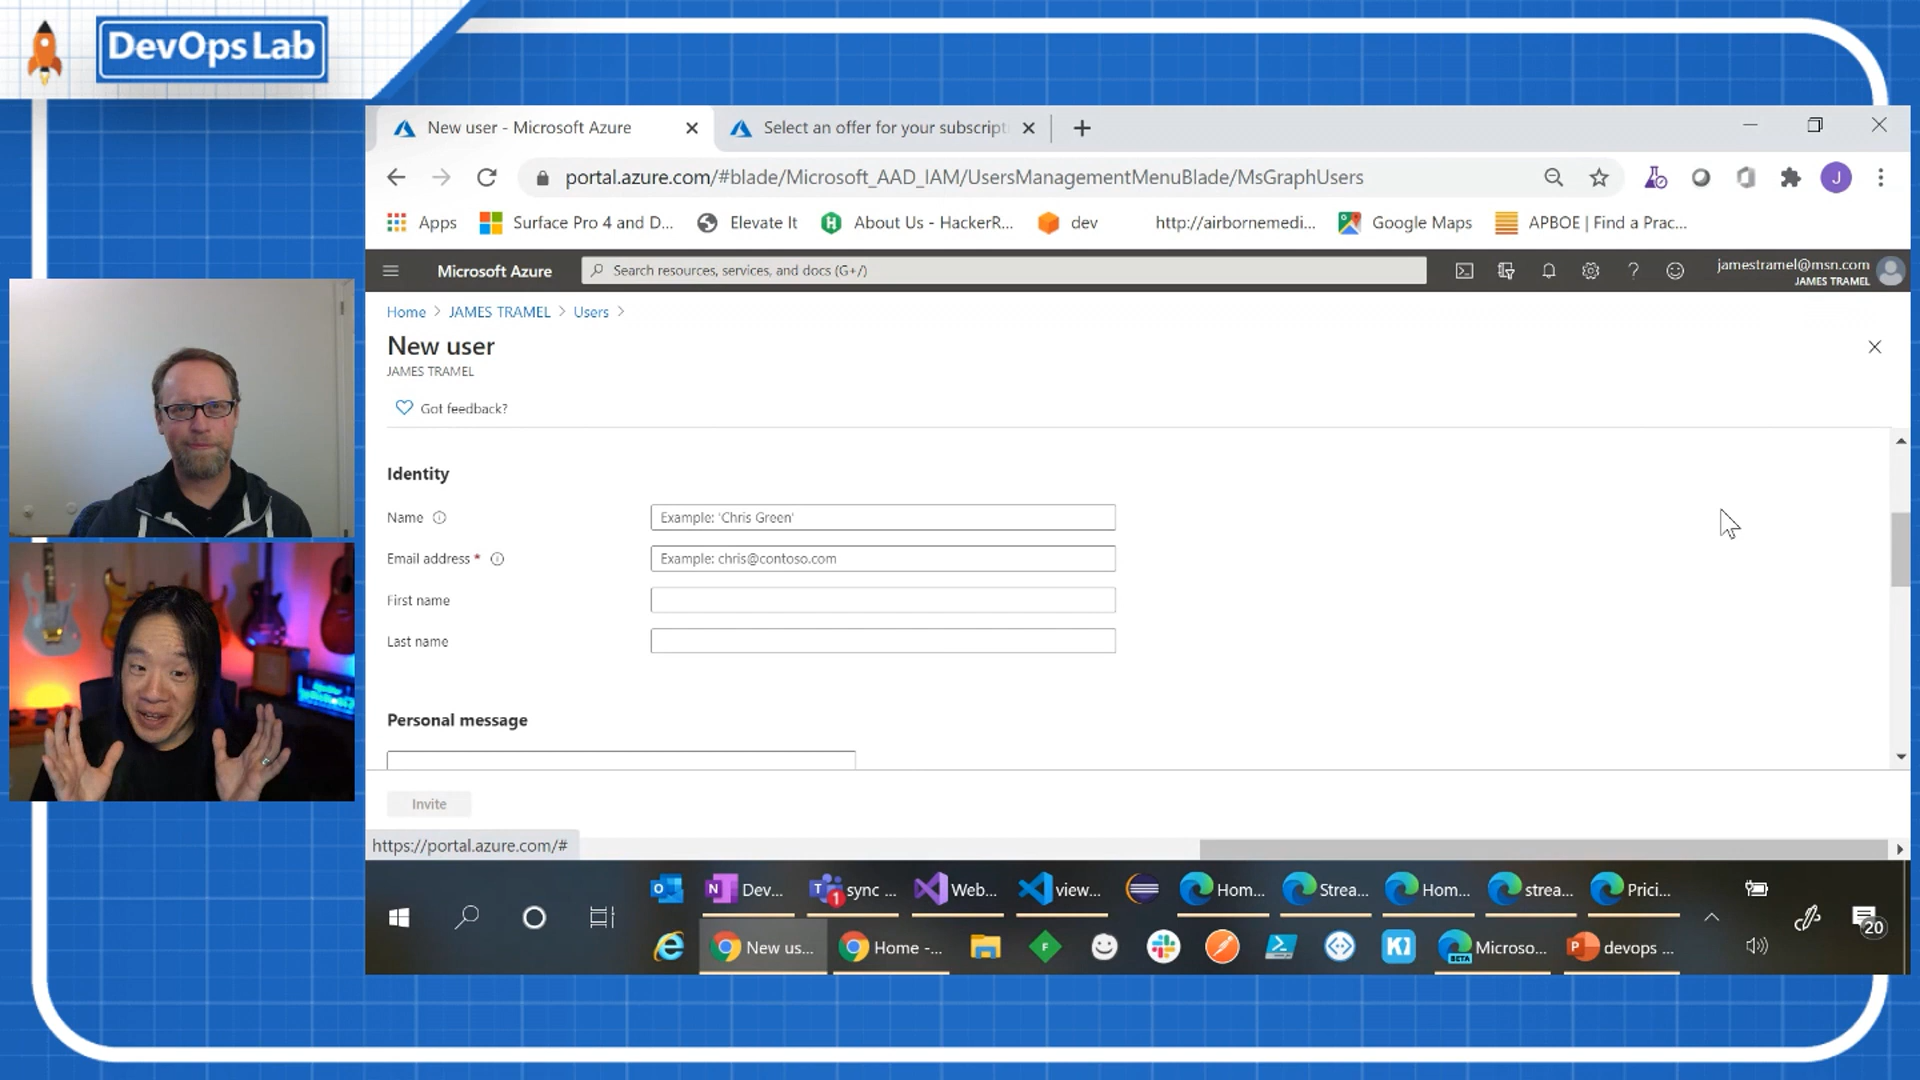 DevOps Lab
New user - Microsoft Azure
Select an offer for your subscripti
portal.azure.com/#blade/Microsoft_AAD_IAM/UsersManagementMenuBlade/MsGraphUsers
J
Apps
Surface Pro 4 and D...
Elevate It
About Us - HackerR...
dev
http://airbornemedi...
Google Maps
APBOE | Find a Prac...
Microsoft Azure
Search resources, services, and docs (G+/)
jamestramel@msn.com
JAMES TRAMEL
Home > JAMES TRAMEL > Users >
New user
JAMES TRAMEL
Got feedback?
Identity
Name
Example: 'Chris Green'
Email address *
Example: chris@contoso.com
First name
Last name
Personal message
Invite
https://portal.azure.com/#
Dev...
1
sync ...
Web...
view...
Hom...
Strea...
Hom...
strea...
Prici...
New us...
Home -...
F
K
BETA
Microso...
devops ...
20